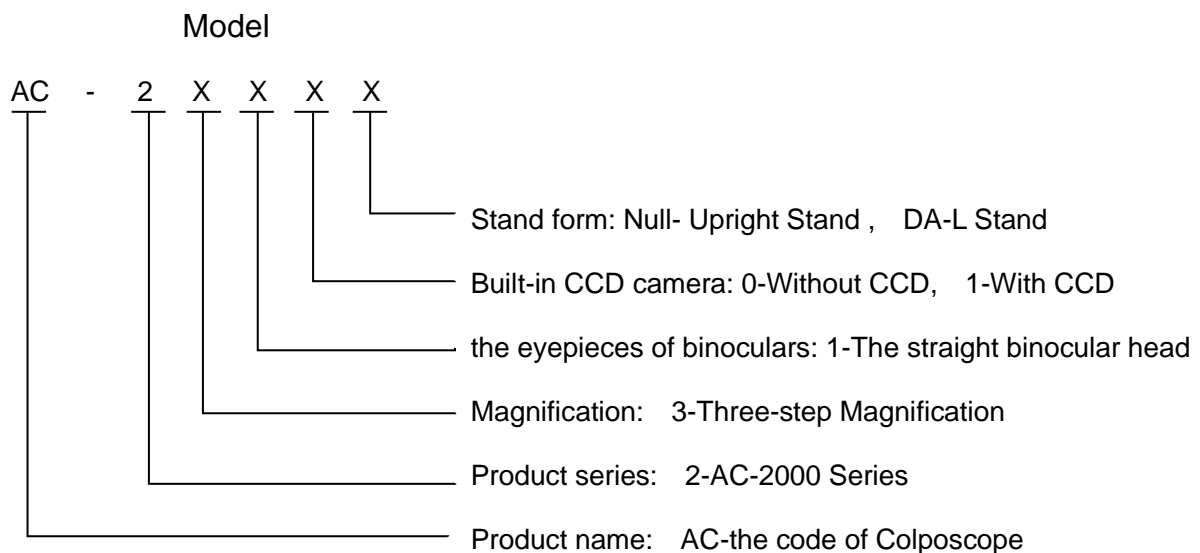 Model
AC - 2 X X X X
Stand form: Null- Upright Stand , DA-L Stand
Built-in CCD camera: 0-Without CCD, 1-With CCD
the eyepieces of binoculars: 1-The straight binocular head
Magnification: 3-Three-step Magnification
Product series: 2-AC-2000 Series
Product name: AC-the code of Colposcope